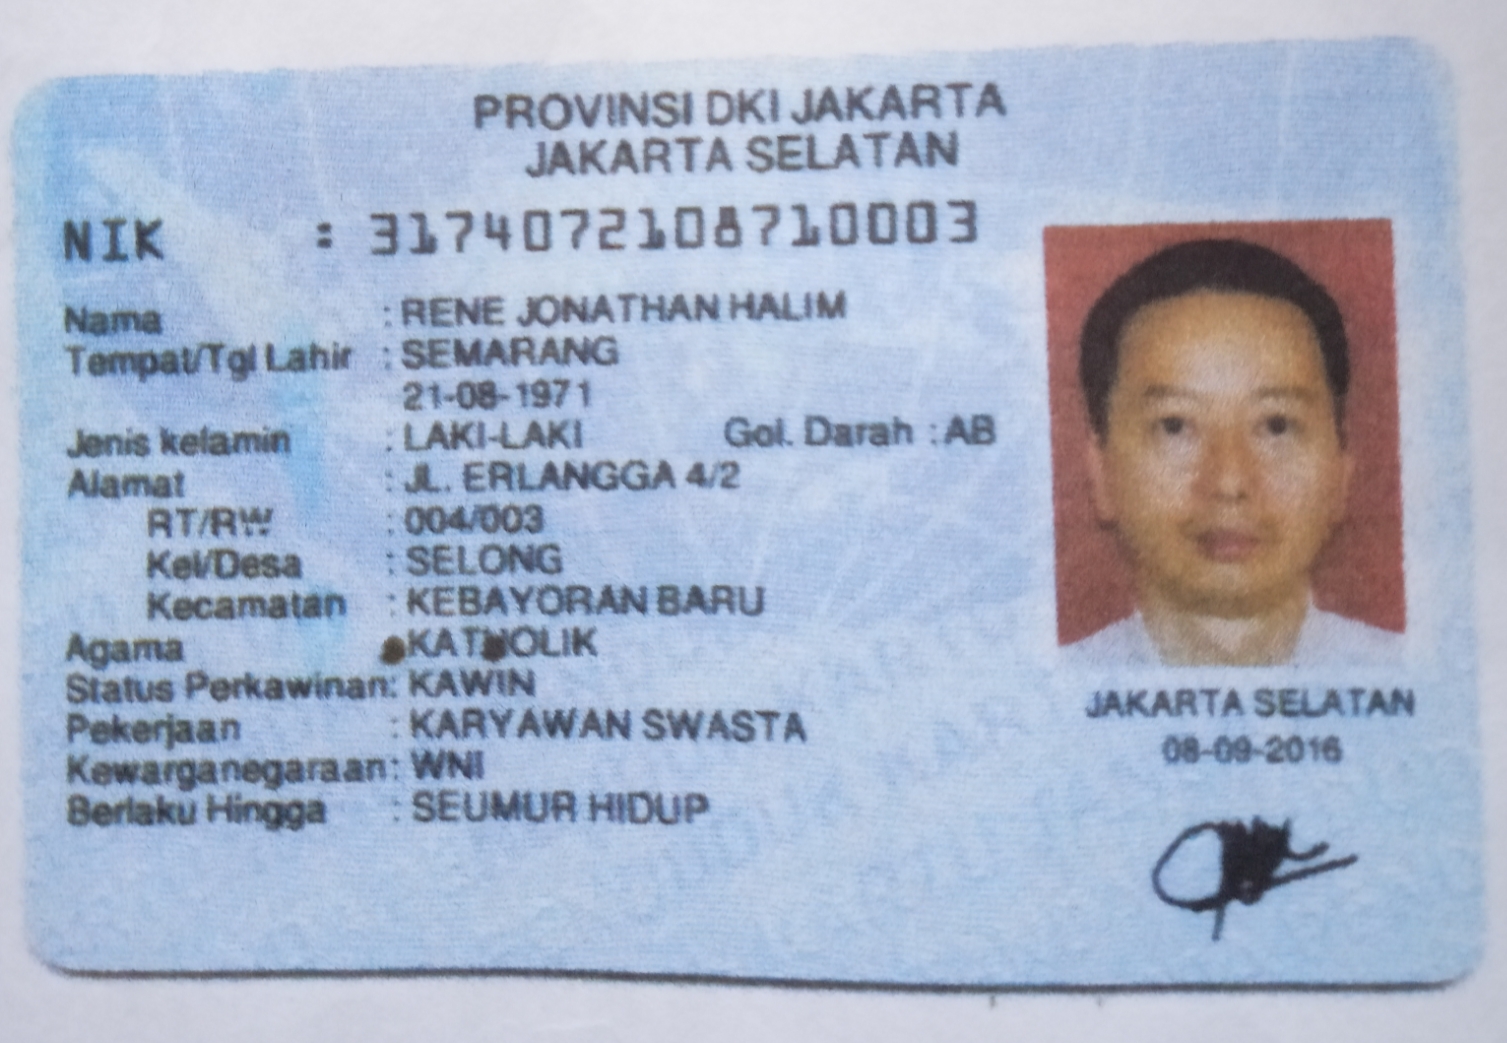 PROVINSI DKI JAKARTA
JAKARTA SELATAN
NIK : 3174072108710003
Nama : RENE JONATHAN HALIM
Tempat/Tgl Lahir : SEMARANG
21-08-1971
Jenis kelamin : LAKI-LAKI Gol. Darah : AB
Alamat : JL. ERLANGGA 4/2
RT/RW : 004/003
Kel/Desa : SELONG
Kecamatan : KEBAYORAN BARU
Agama : KATHOLIK
Status Perkawinan: KAWIN
Pekerjaan : KARYAWAN SWASTA
Kewarganegaraan: WNI
Berlaku Hingga : SEUMUR HIDUP
JAKARTA SELATAN
08-09-2016